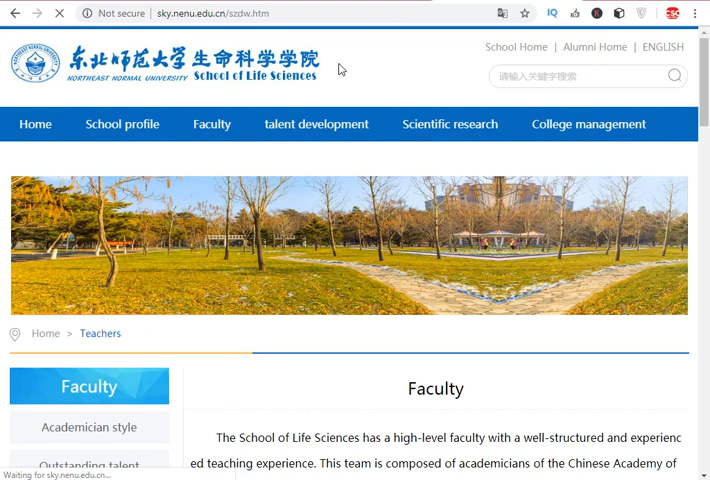 Not secure | sky.nenu.edu.cn/szdw.htm
School Home | Alumni Home | ENGLISH
东北师范大学 生命科学学院
NORTHEAST NORMAL UNIVERSITY School of Life Sciences
请输入关键字搜索
Home School profile Faculty talent development Scientific research College management
Home > Teachers
Faculty
Academician style
Outstanding talent
Faculty
The School of Life Sciences has a high-level faculty with a well-structured and experienc
ed teaching experience. This team is composed of academicians of the Chinese Academy of
Waiting for sky.nenu.edu.cn...